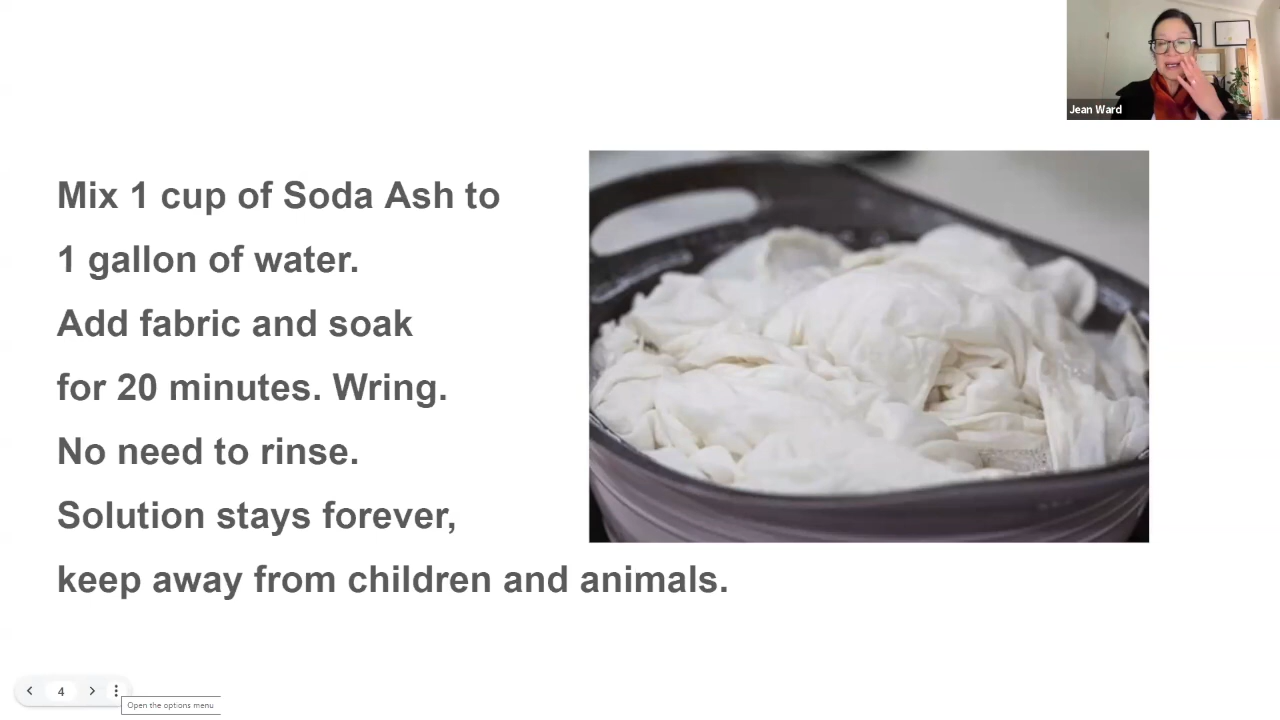 Jean Ward
Mix 1 cup of Soda Ash to
1 gallon of water.
Add fabric and soak
for 20 minutes. Wring.
No need to rinse.
Solution stays forever,
keep away from children and animals.
4
Open the options menu